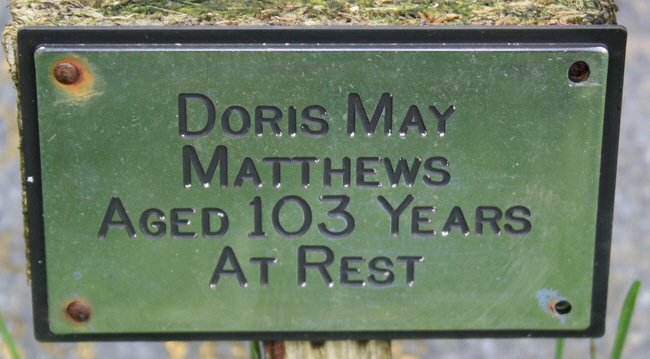 Doris May
Matthews
Aged 103 Years
At Rest